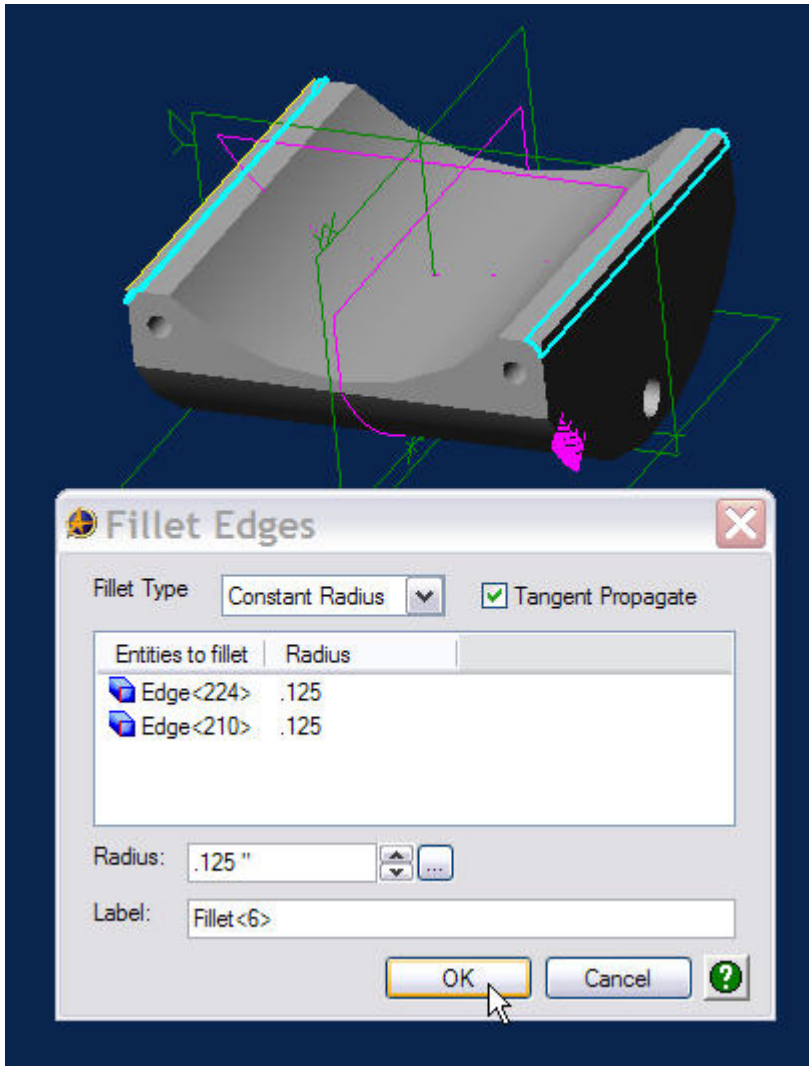 Fillet Edges
Fillet Type Constant Radius Tangent Propagate
Entities to fillet Radius
Edge<224> .125
Edge<210> .125
Radius: .125 " ...
Label: Fillet<6>
OK Cancel ?